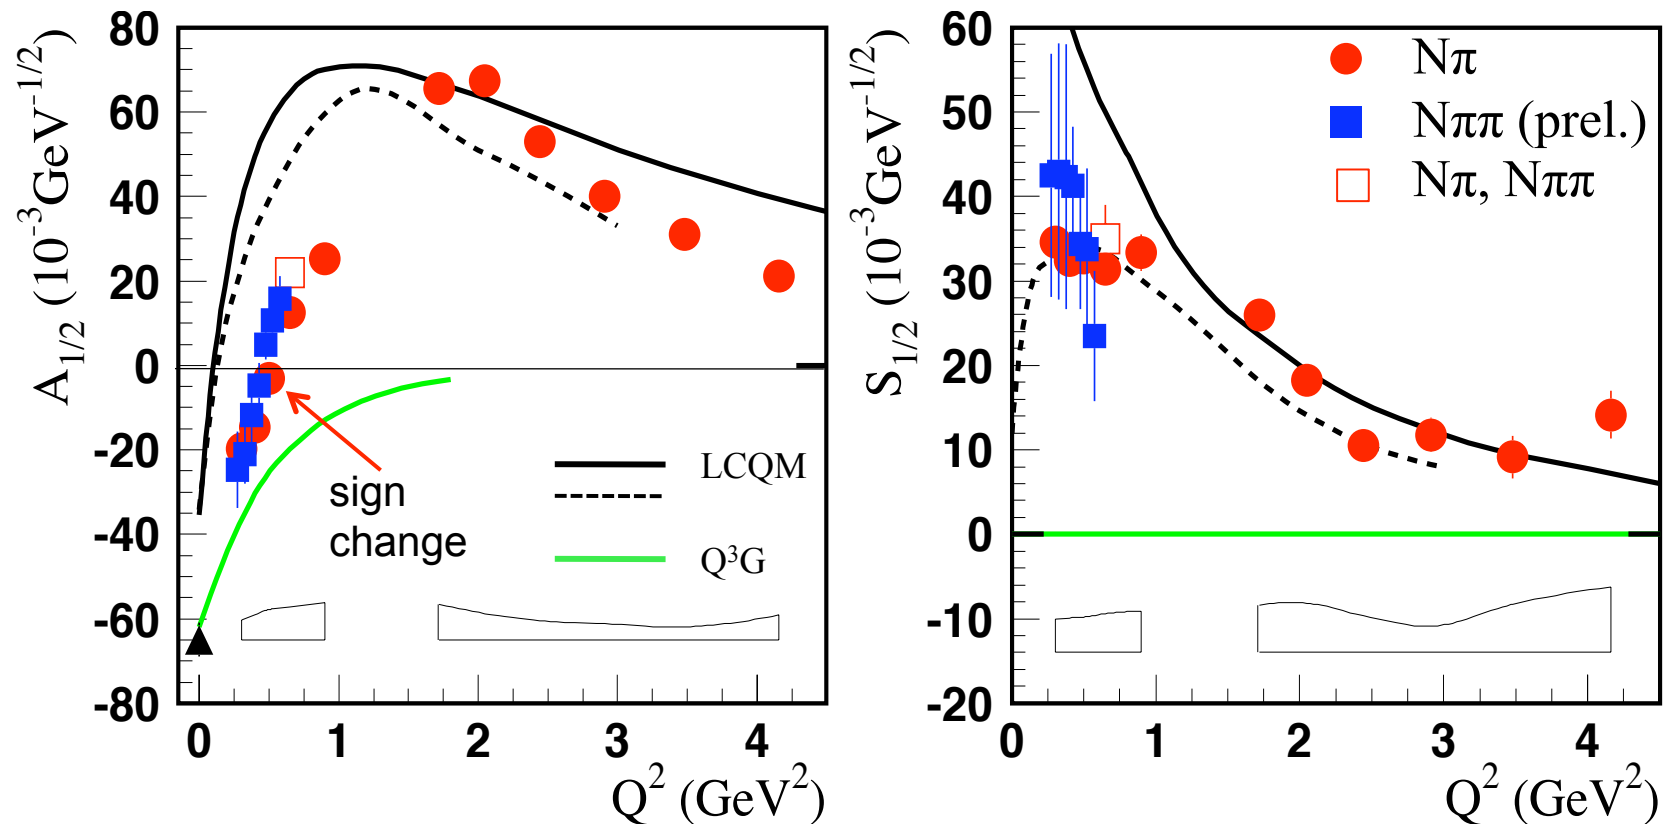 A1/2 (10-3GeV-1/2)
80
60
40
20
0
-20
-40
-60
-80
sign
change
LCQM
Q3G
0 1 2 3 4
Q2 (GeV2)
S1/2 (10-3GeV-1/2)
60
50
40
30
20
10
0
-10
-20
Nπ
Nππ (prel.)
Nπ, Nππ
0 1 2 3 4
Q2 (GeV2)